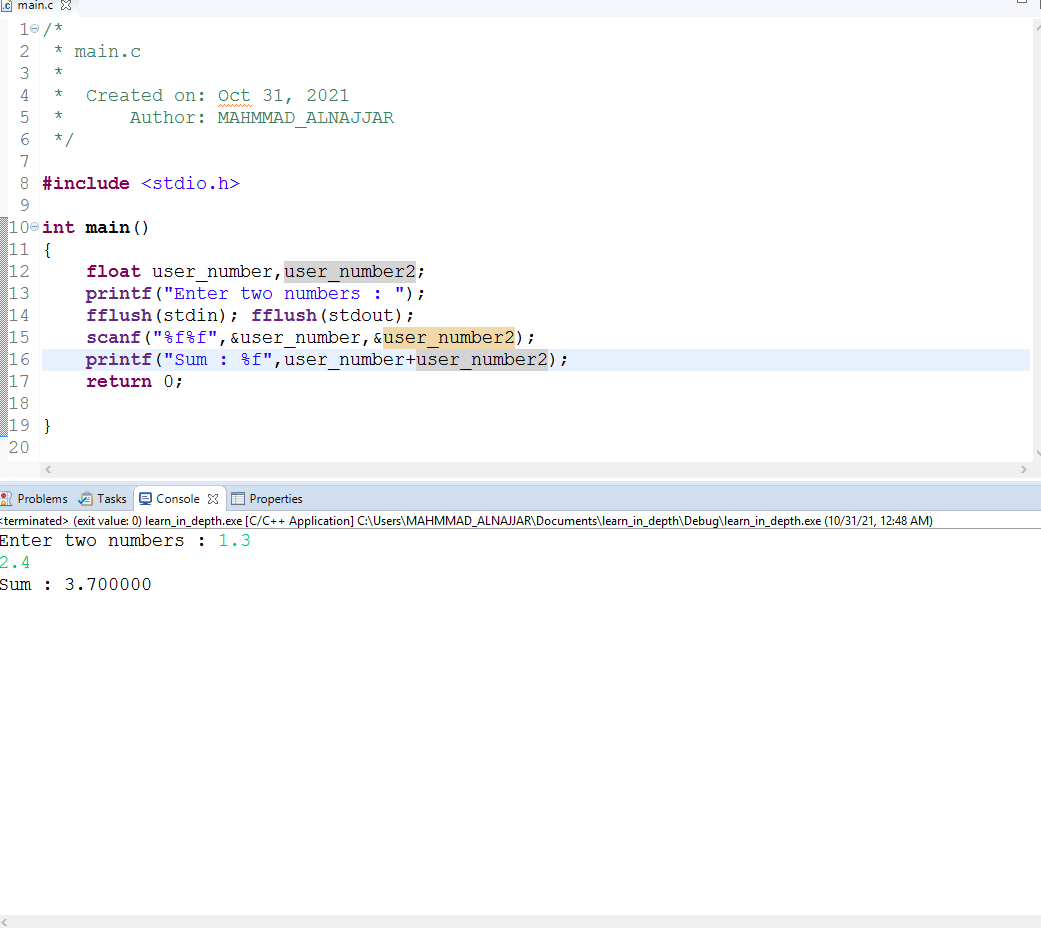 main.c
1 /*
2  * main.c
3  *
4  *  Created on: Oct 31, 2021
5  *      Author: MAHMMAD_ALNAJJAR
6  */
7
8 #include <stdio.h>
9
10 int main()
11 {
12     float user_number,user_number2;
13     printf("Enter two numbers : ");
14     fflush(stdin); fflush(stdout);
15     scanf("%f%f",&user_number,&user_number2);
16     printf("Sum : %f",user_number+user_number2);
17     return 0;
18
19 }
20
Problems Tasks Console Properties
<terminated> (exit value: 0) learn_in_depth.exe [C/C++ Application] C:\Users\MAHMMAD_ALNAJJAR\Documents\learn_in_depth\Debug\learn_in_depth.exe (10/31/21, 12:48 AM)
Enter two numbers : 1.3
2.4
Sum : 3.700000